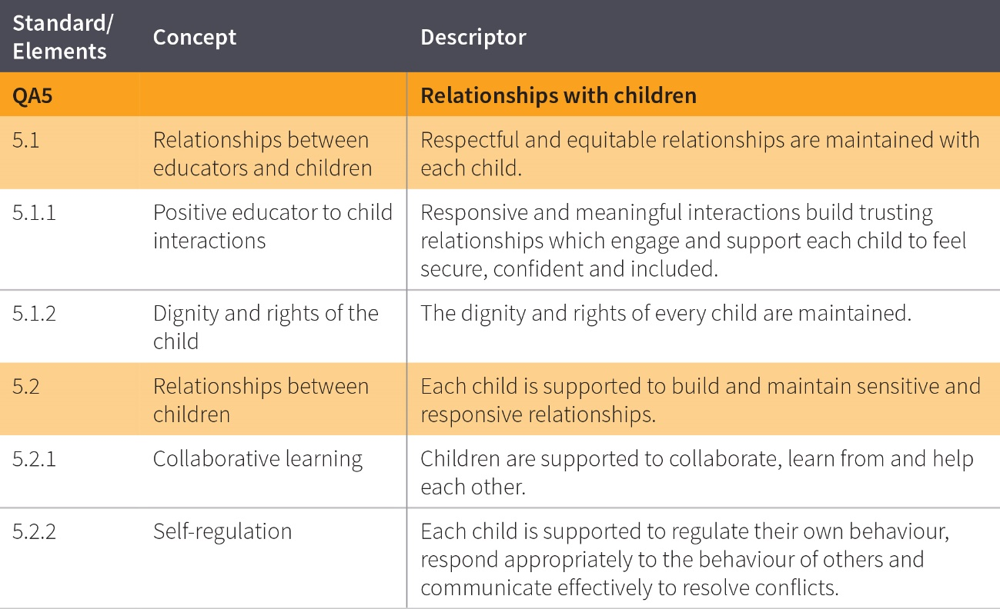 Standard/
Elements
Concept
Descriptor
QA5
Relationships with children
5.1
Relationships between
educators and children
Respectful and equitable relationships are maintained with
each child.
5.1.1
Positive educator to child
interactions
Responsive and meaningful interactions build trusting
relationships which engage and support each child to feel
secure, confident and included.
5.1.2
Dignity and rights of the
child
The dignity and rights of every child are maintained.
5.2
Relationships between
children
Each child is supported to build and maintain sensitive and
responsive relationships.
5.2.1
Collaborative learning
Children are supported to collaborate, learn from and help
each other.
5.2.2
Self-regulation
Each child is supported to regulate their own behaviour,
respond appropriately to the behaviour of others and
communicate effectively to resolve conflicts.